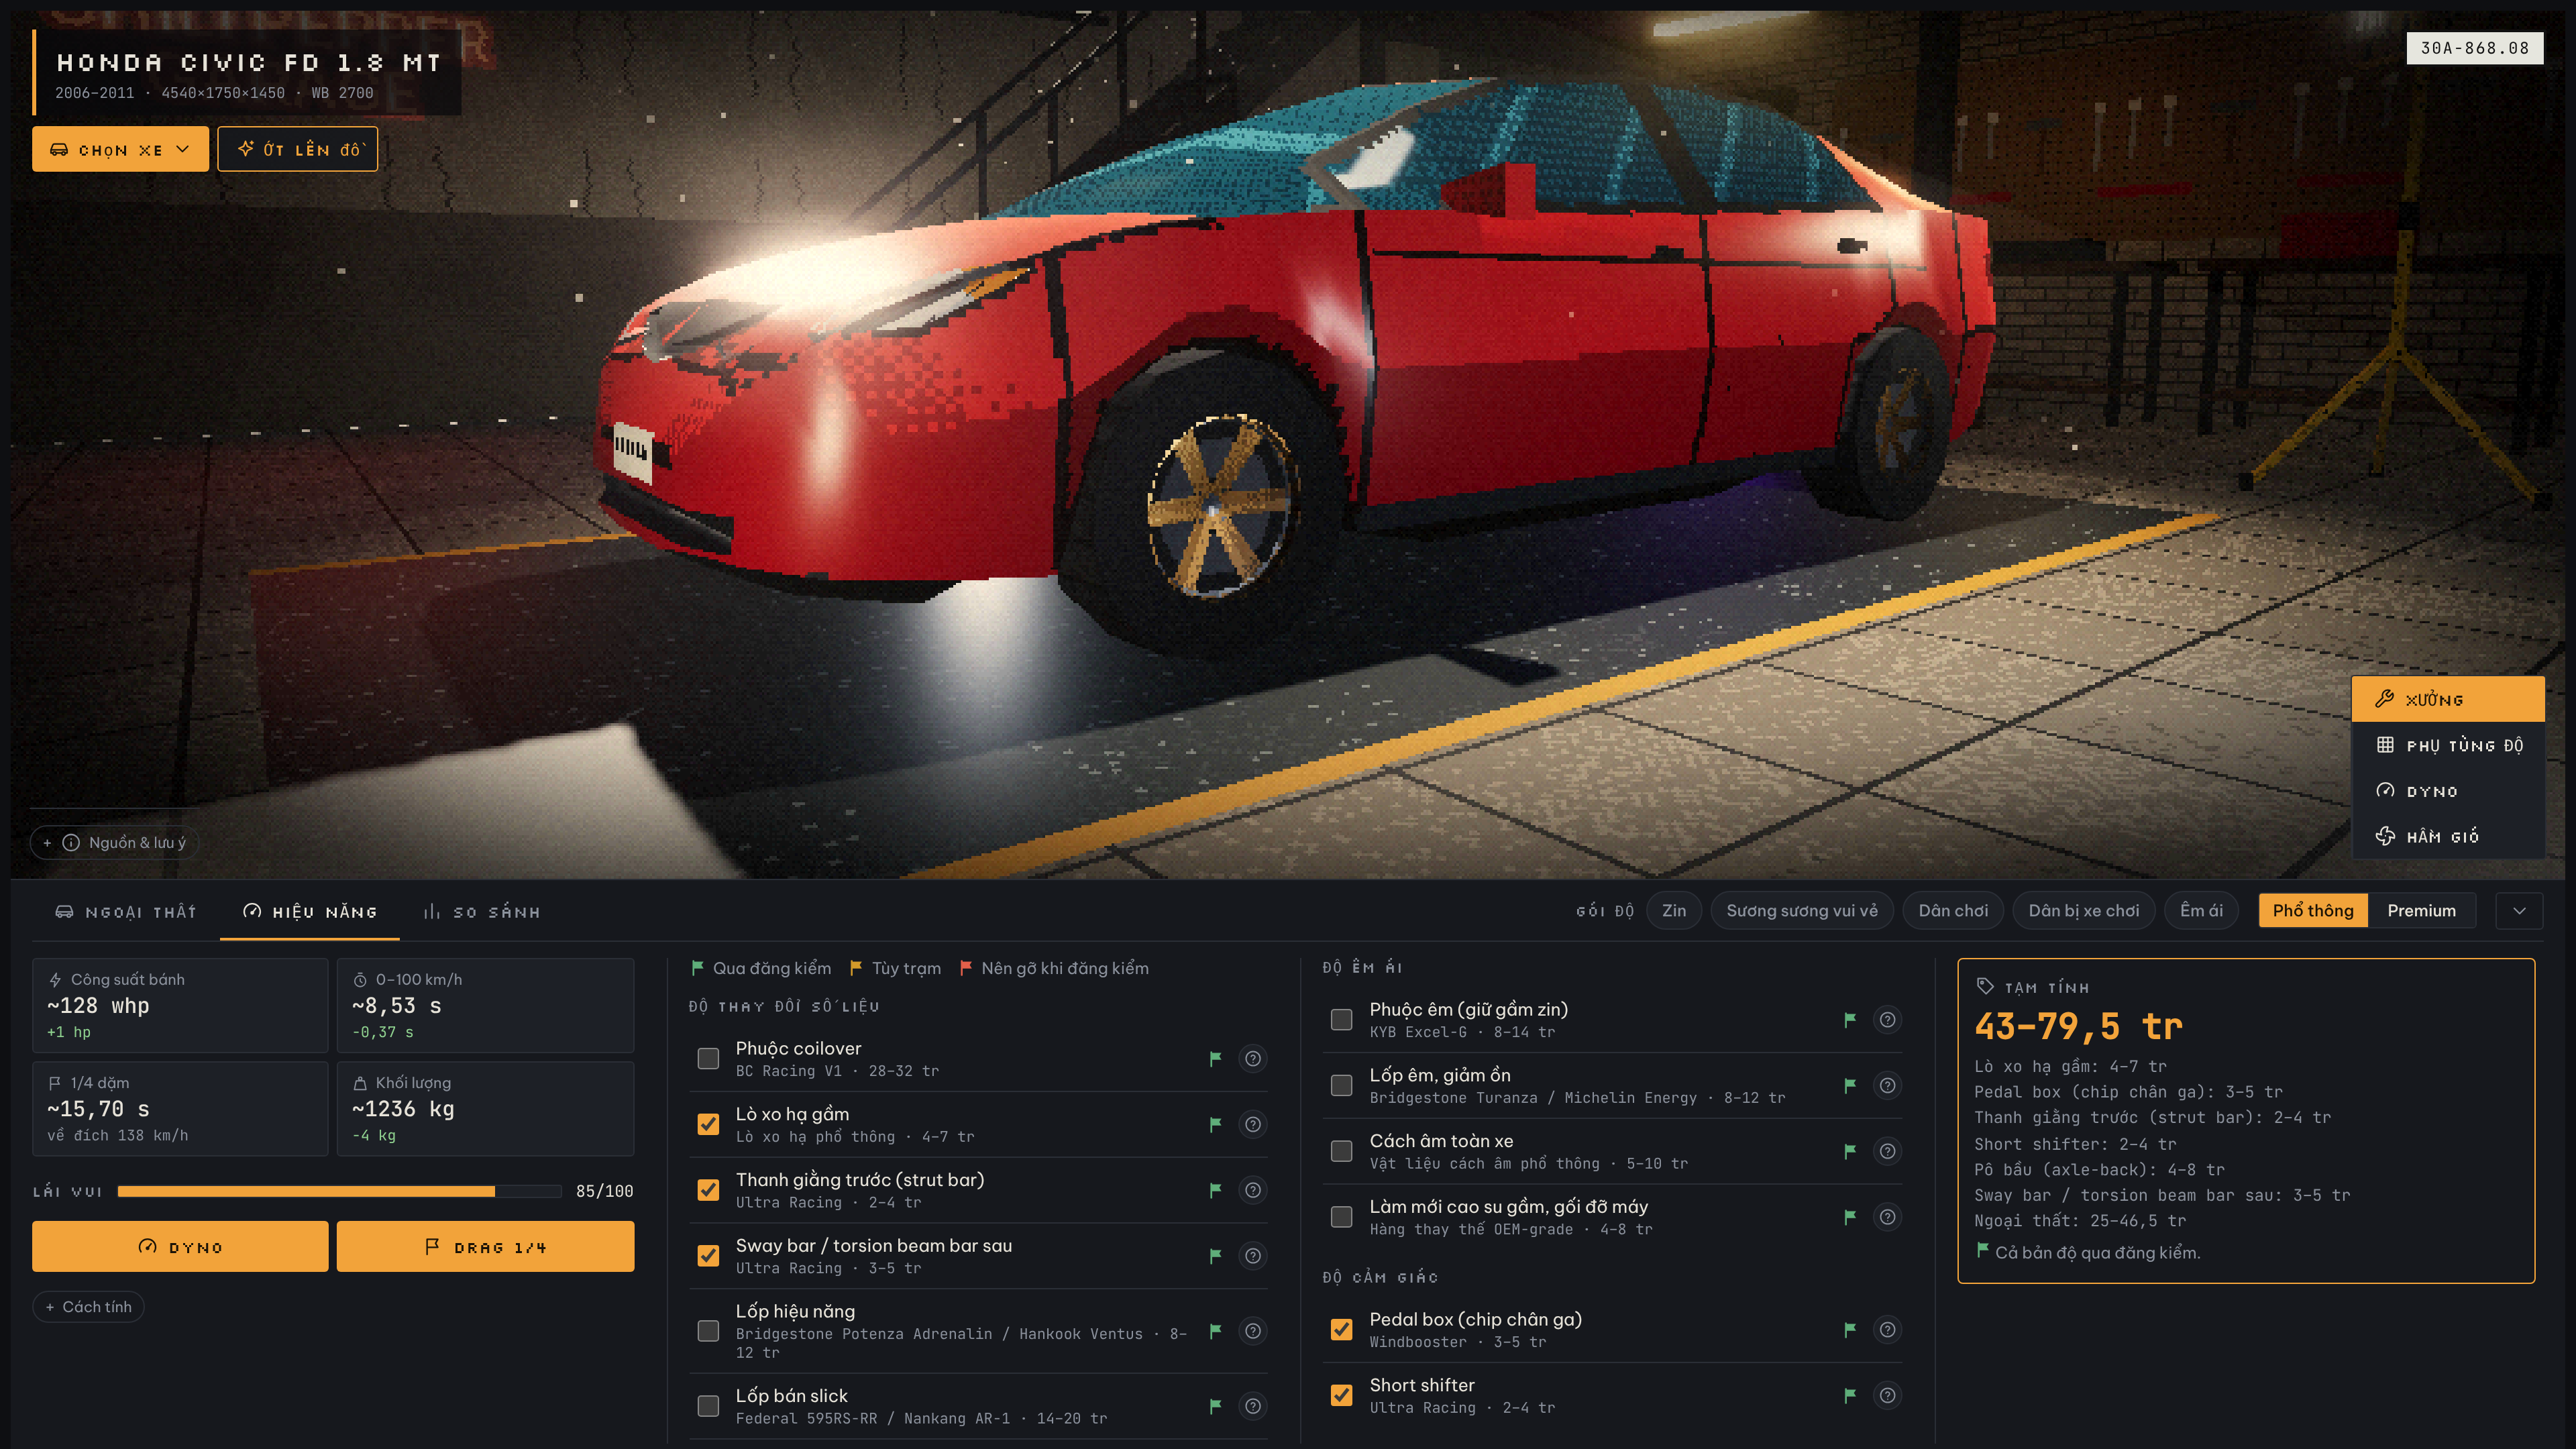 HONDA CIVIC FD 1.8 MT
2006–2011 · 4540×1750×1450 · WB 2700
CHỌN XE
ỚT LÊN ĐỒ
30A-868.08
XƯỞNG
PHỤ TÙNG ĐỘ
DYNO
HẦM GIÓ
+ Nguồn & lưu ý
NGOẠI THẤT
HIỆU NĂNG
SO SÁNH
GÓI ĐỘ
Zin
Sương sương vui vẻ
Dân chơi
Dân bị xe chơi
Êm ái
Phổ thông
Premium
Công suất bánh
~128 whp
+1 hp
0–100 km/h
~8,53 s
-0,37 s
1/4 dặm
~15,70 s
về đích 138 km/h
Khối lượng
~1236 kg
-4 kg
LÁI VUI
85/100
DYNO
DRAG 1/4
+ Cách tính
Qua đăng kiểm
Tùy trạm
Nên gỡ khi đăng kiểm
ĐỘ THAY ĐỔI SỐ LIỆU
Phuộc coilover
BC Racing V1 · 28–32 tr
Lò xo hạ gầm
Lò xo hạ phổ thông · 4–7 tr
Thanh giằng trước (strut bar)
Ultra Racing · 2–4 tr
Sway bar / torsion beam bar sau
Ultra Racing · 3–5 tr
Lốp hiệu năng
Bridgestone Potenza Adrenalin / Hankook Ventus · 8–
12 tr
Lốp bán slick
Federal 595RS-RR / Nankang AR-1 · 14–20 tr
ĐỘ ÊM ÁI
Phuộc êm (giữ gầm zin)
KYB Excel-G · 8–14 tr
Lốp êm, giảm ồn
Bridgestone Turanza / Michelin Energy · 8–12 tr
Cách âm toàn xe
Vật liệu cách âm phổ thông · 5–10 tr
Làm mới cao su gầm, gối đỡ máy
Hàng thay thế OEM-grade · 4–8 tr
ĐỘ CẢM GIÁC
Pedal box (chip chân ga)
Windbooster · 3–5 tr
Short shifter
Ultra Racing · 2–4 tr
TẠM TÍNH
43–79,5 tr
Lò xo hạ gầm: 4–7 tr
Pedal box (chip chân ga): 3–5 tr
Thanh giằng trước (strut bar): 2–4 tr
Short shifter: 2–4 tr
Pô bầu (axle-back): 4–8 tr
Sway bar / torsion beam bar sau: 3–5 tr
Ngoại thất: 25–46,5 tr
Cả bản độ qua đăng kiểm.